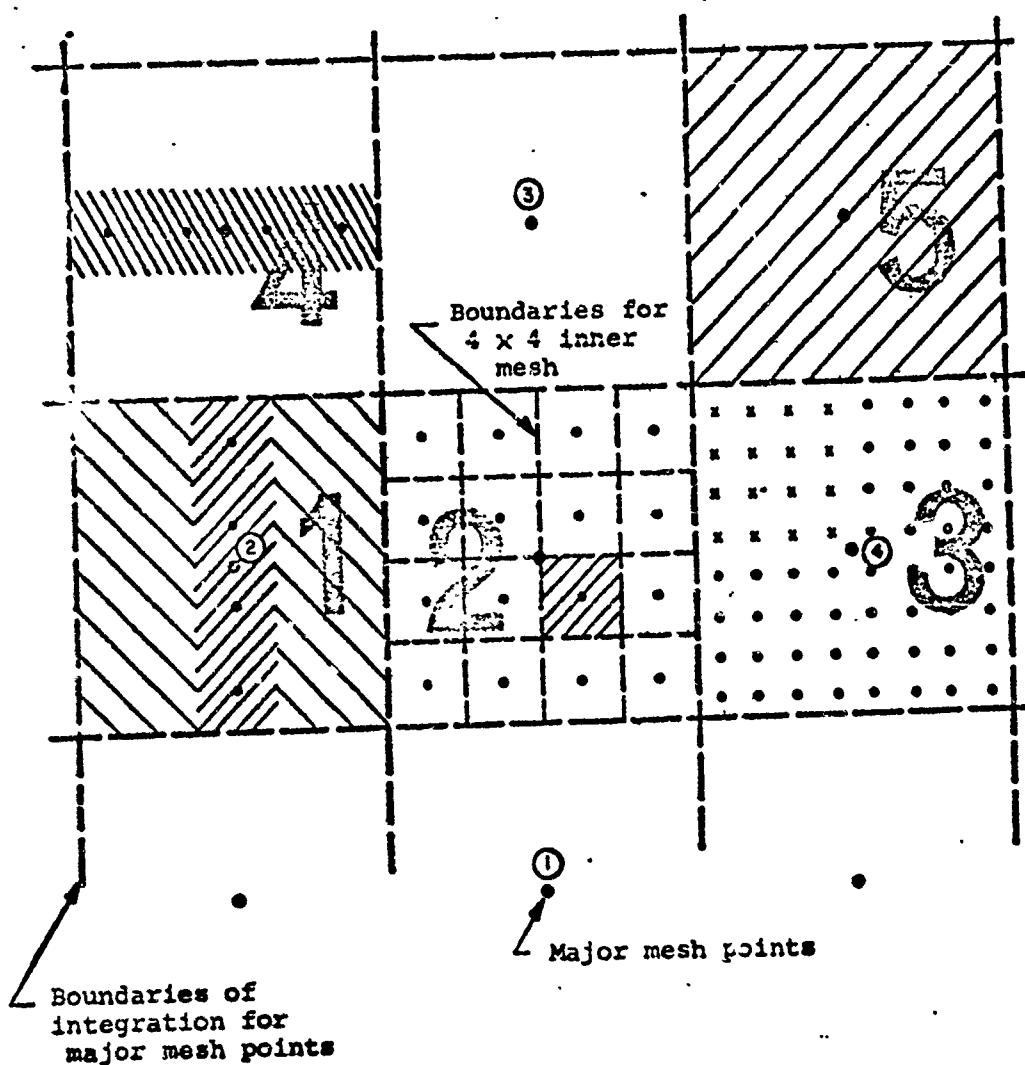 ③
4
5
Boundaries for
4 x 4 inner
mesh
②
1
2
④
3
①
Major mesh points
Boundaries of
integration for
major mesh points